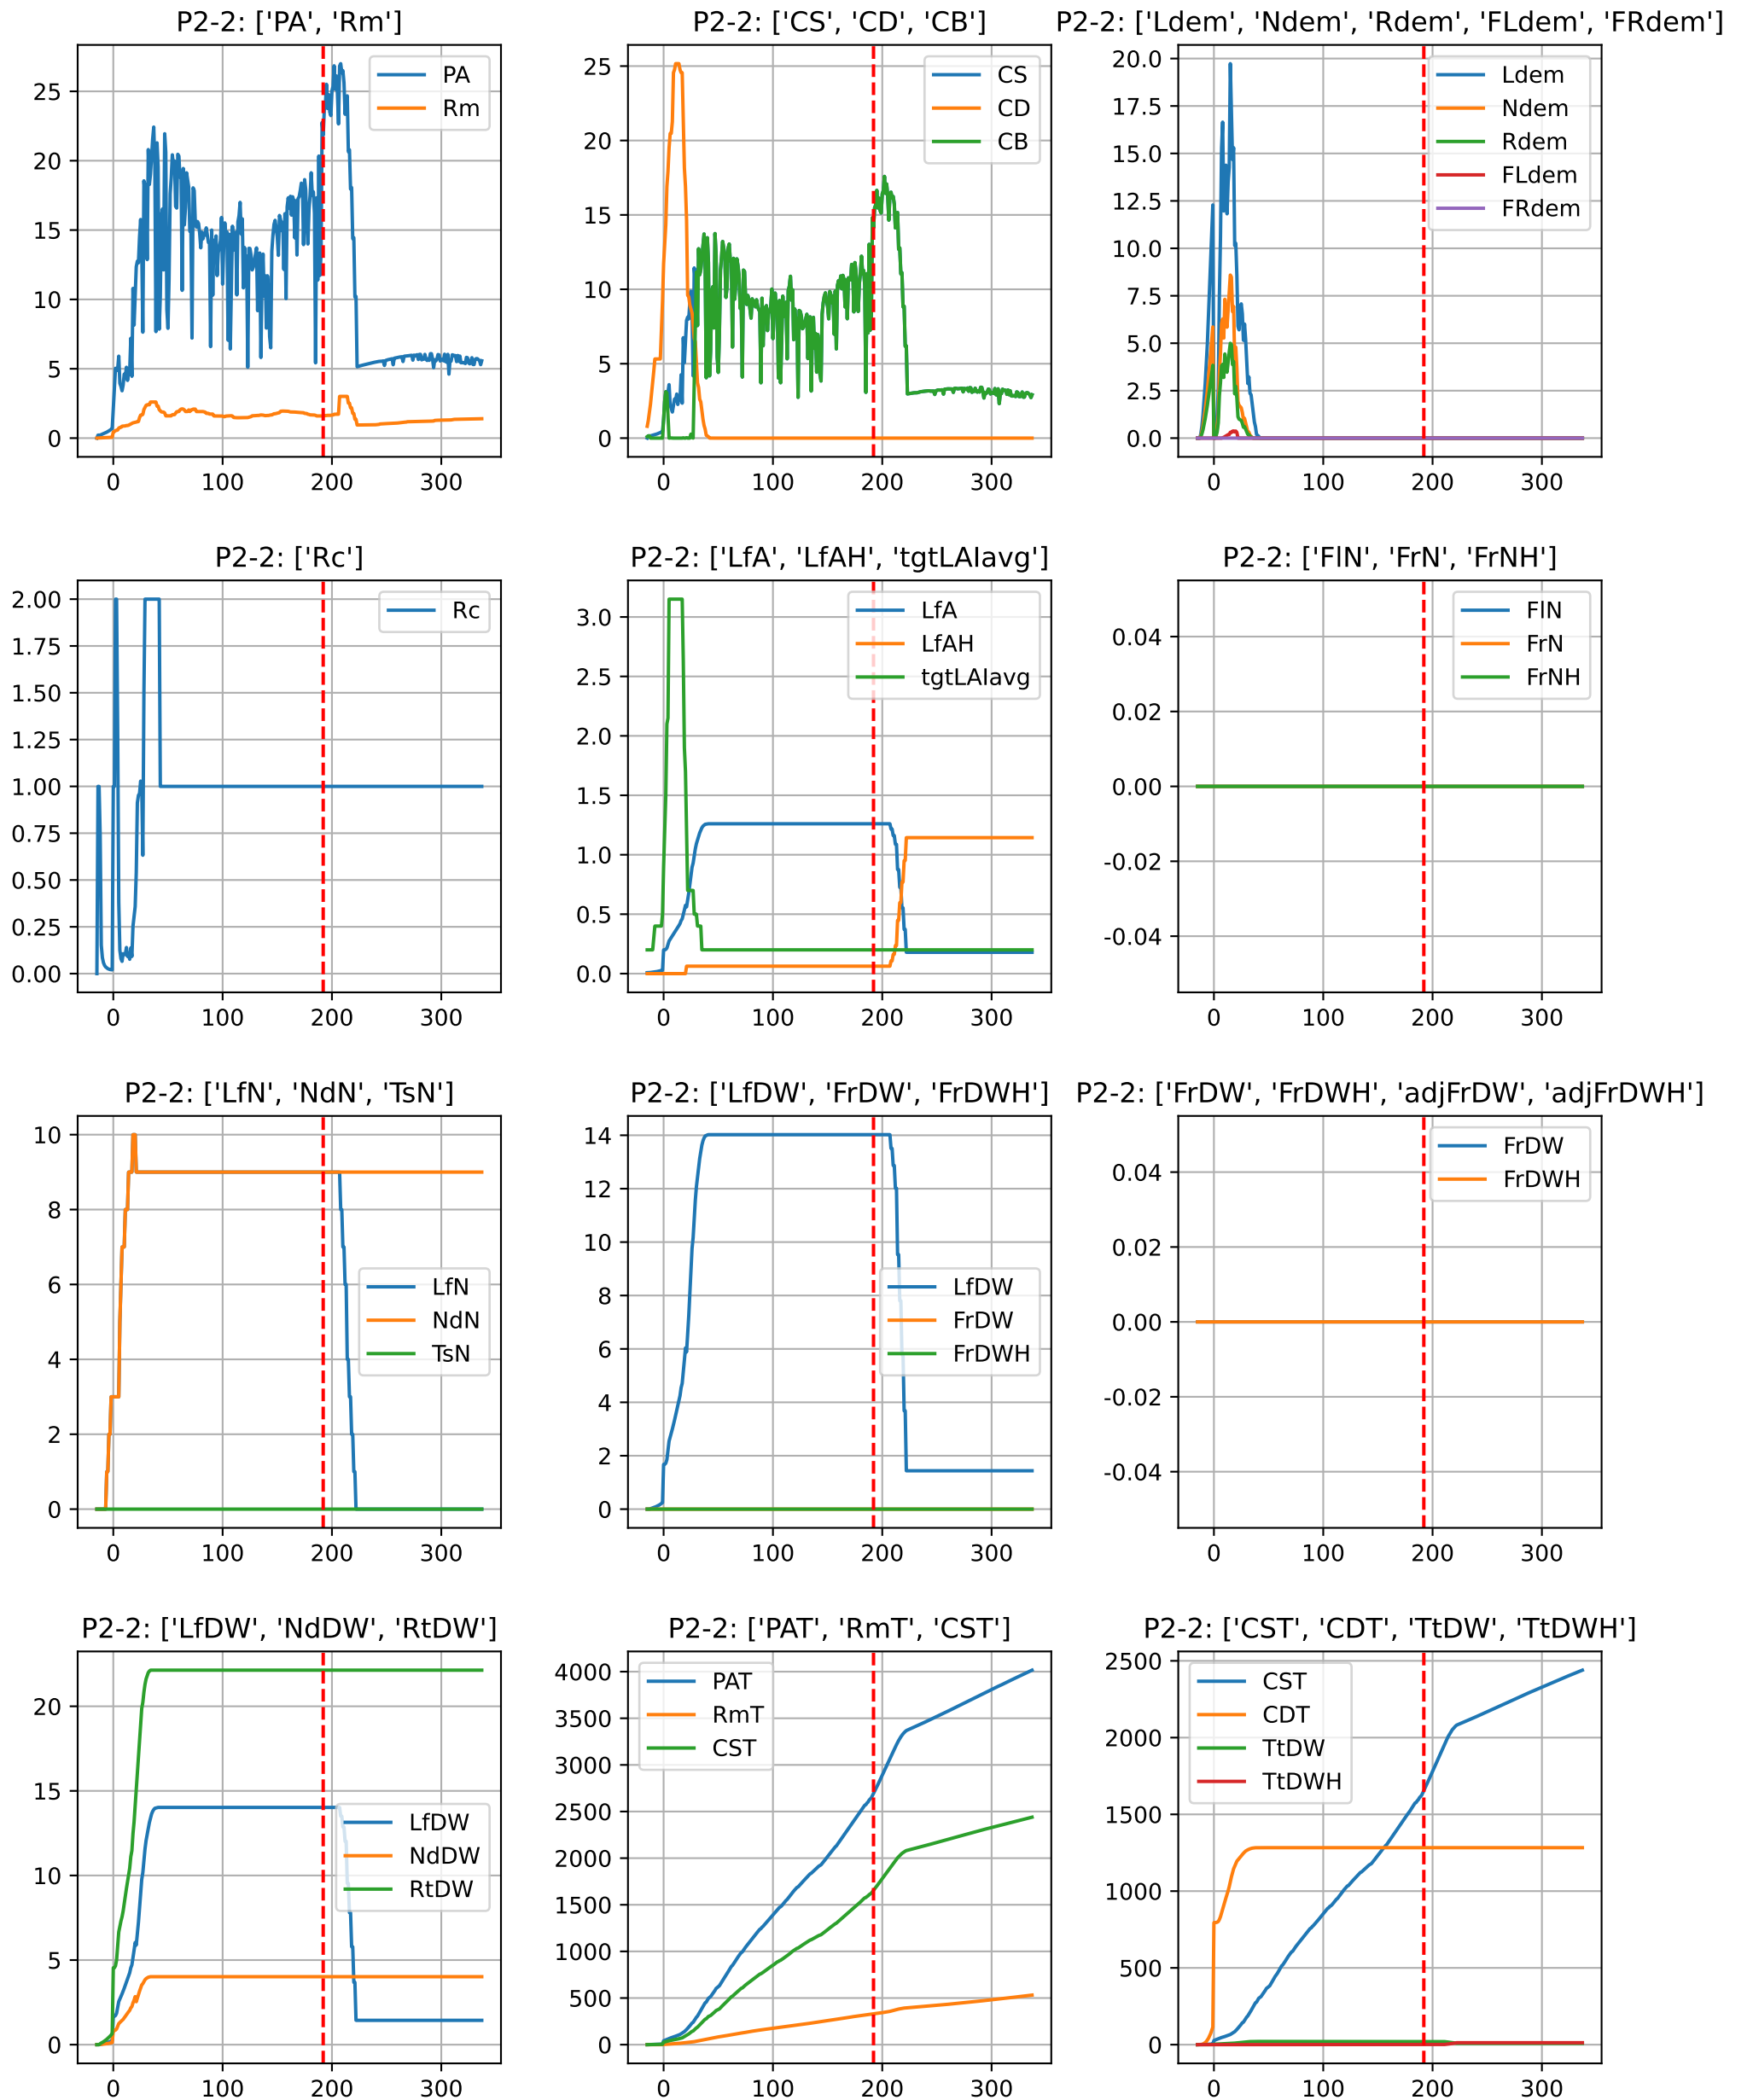 P2-2: ['PA', 'Rm']
25
20
15
10
5
0
0 100 200 300
PA
Rm
P2-2: ['CS', 'CD', 'CB']
25
20
15
10
5
0
0 100 200 300
CS
CD
CB
P2-2: ['Ldem', 'Ndem', 'Rdem', 'FLdem', 'FRdem']
20.0
17.5
15.0
12.5
10.0
7.5
5.0
2.5
0.0
0 100 200 300
Ldem
Ndem
Rdem
FLdem
FRdem
P2-2: ['Rc']
2.00
1.75
1.50
1.25
1.00
0.75
0.50
0.25
0.00
0 100 200 300
Rc
P2-2: ['LfA', 'LfAH', 'tgtLAIavg']
3.0
2.5
2.0
1.5
1.0
0.5
0.0
0 100 200 300
LfA
LfAH
tgtLAIavg
P2-2: ['FlN', 'FrN', 'FrNH']
0.04
0.02
0.00
-0.02
-0.04
0 100 200 300
FlN
FrN
FrNH
P2-2: ['LfN', 'NdN', 'TsN']
10
8
6
4
2
0
0 100 200 300
LfN
NdN
TsN
P2-2: ['LfDW', 'FrDW', 'FrDWH']
14
12
10
8
6
4
2
0
0 100 200 300
LfDW
FrDW
FrDWH
P2-2: ['FrDW', 'FrDWH', 'adjFrDW', 'adjFrDWH']
0.04
0.02
0.00
-0.02
-0.04
0 100 200 300
FrDW
FrDWH
P2-2: ['LfDW', 'NdDW', 'RtDW']
20
15
10
5
0
0 100 200 300
LfDW
NdDW
RtDW
P2-2: ['PAT', 'RmT', 'CST']
4000
3500
3000
2500
2000
1500
1000
500
0
0 100 200 300
PAT
RmT
CST
P2-2: ['CST', 'CDT', 'TtDW', 'TtDWH']
2500
2000
1500
1000
500
0
0 100 200 300
CST
CDT
TtDW
TtDWH